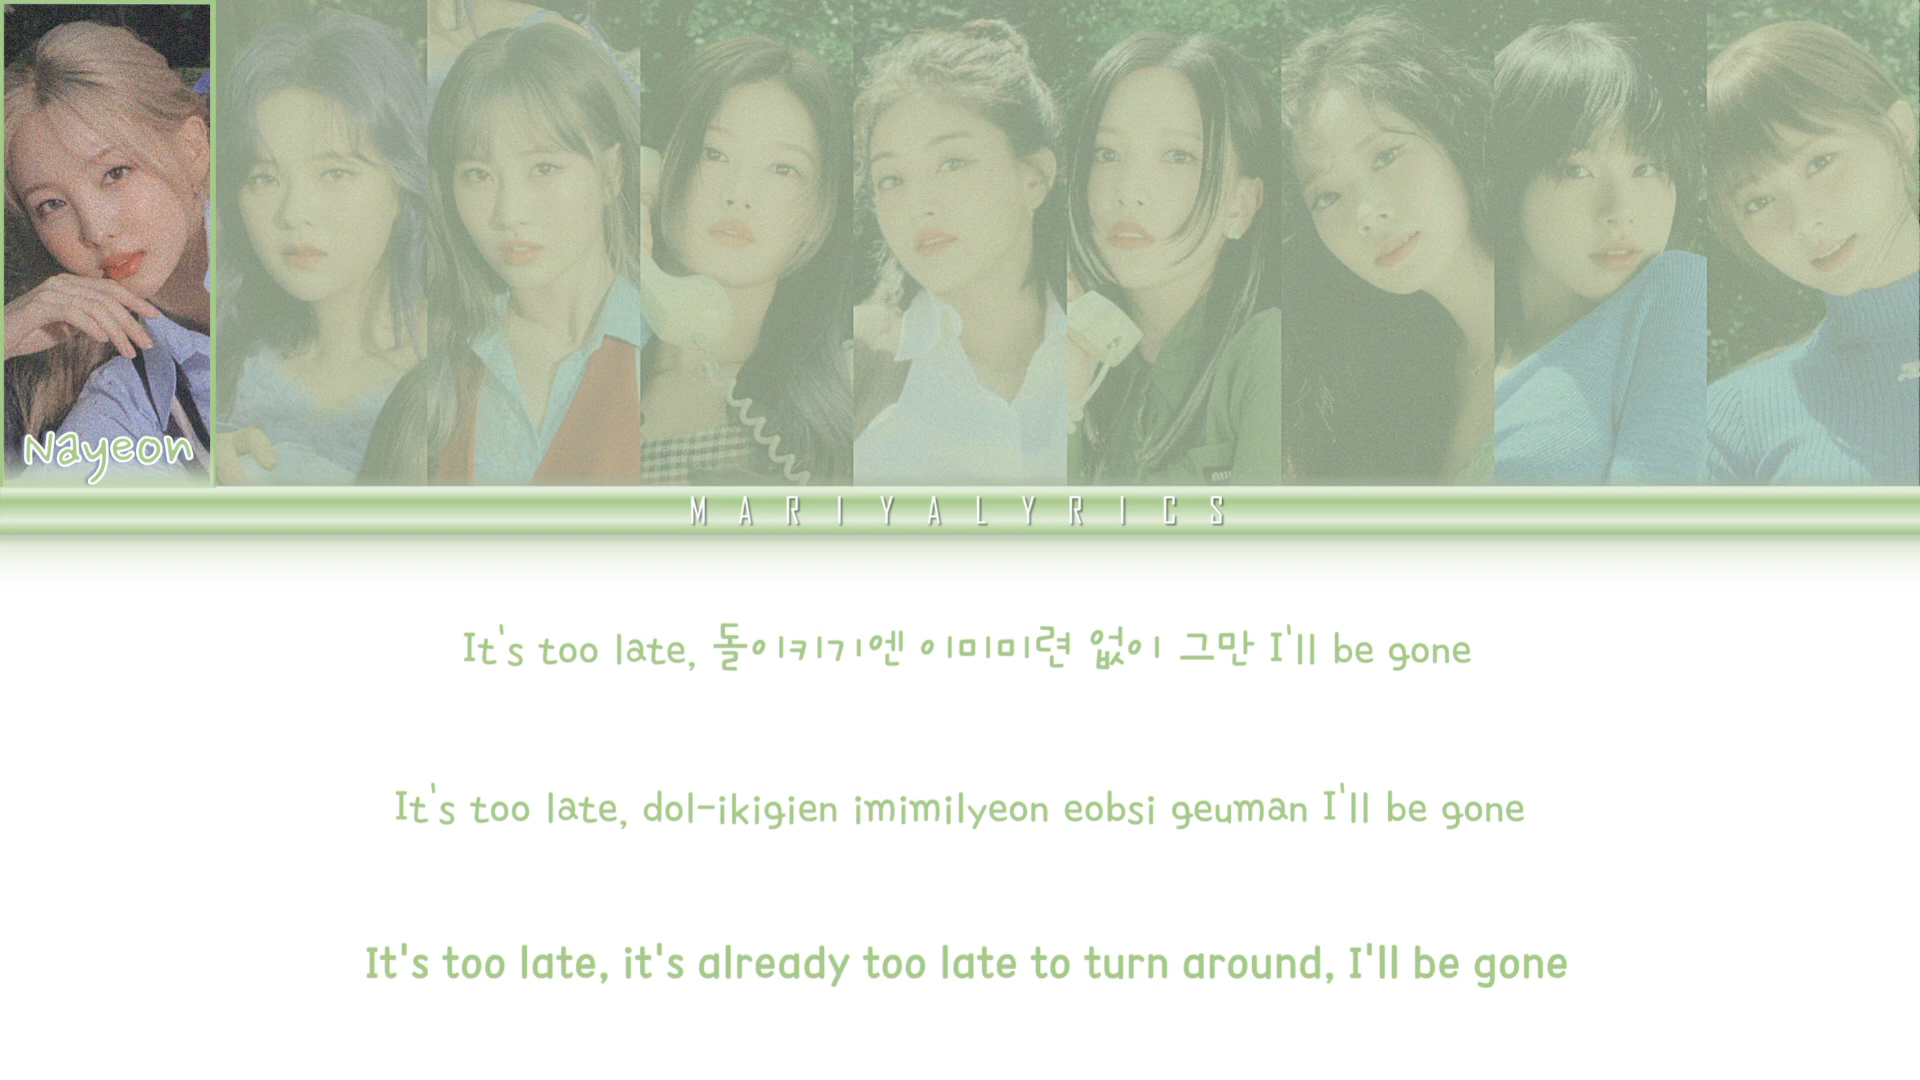 Nayeon
MARIYALYRICS
It's too late, 돌이키기엔 이미미련 없이 그만 I'll be gone
It's too late, dol-ikigien imimilyeon eobsi geuman I'll be gone
It's too late, it's already too late to turn around, I'll be gone